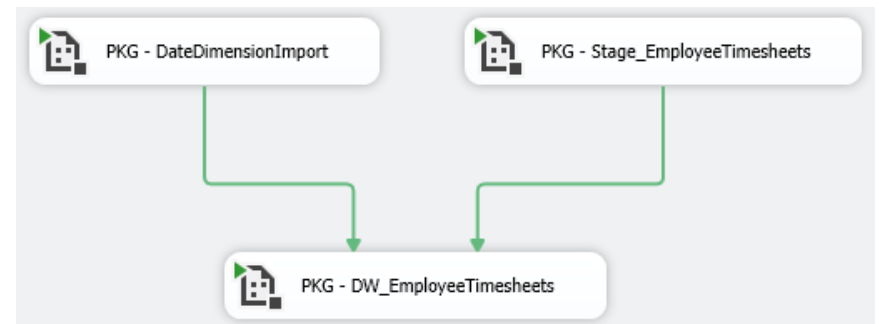 PKG - DateDimensionImport
PKG - Stage_EmployeeTimesheets
PKG - DW_EmployeeTimesheets